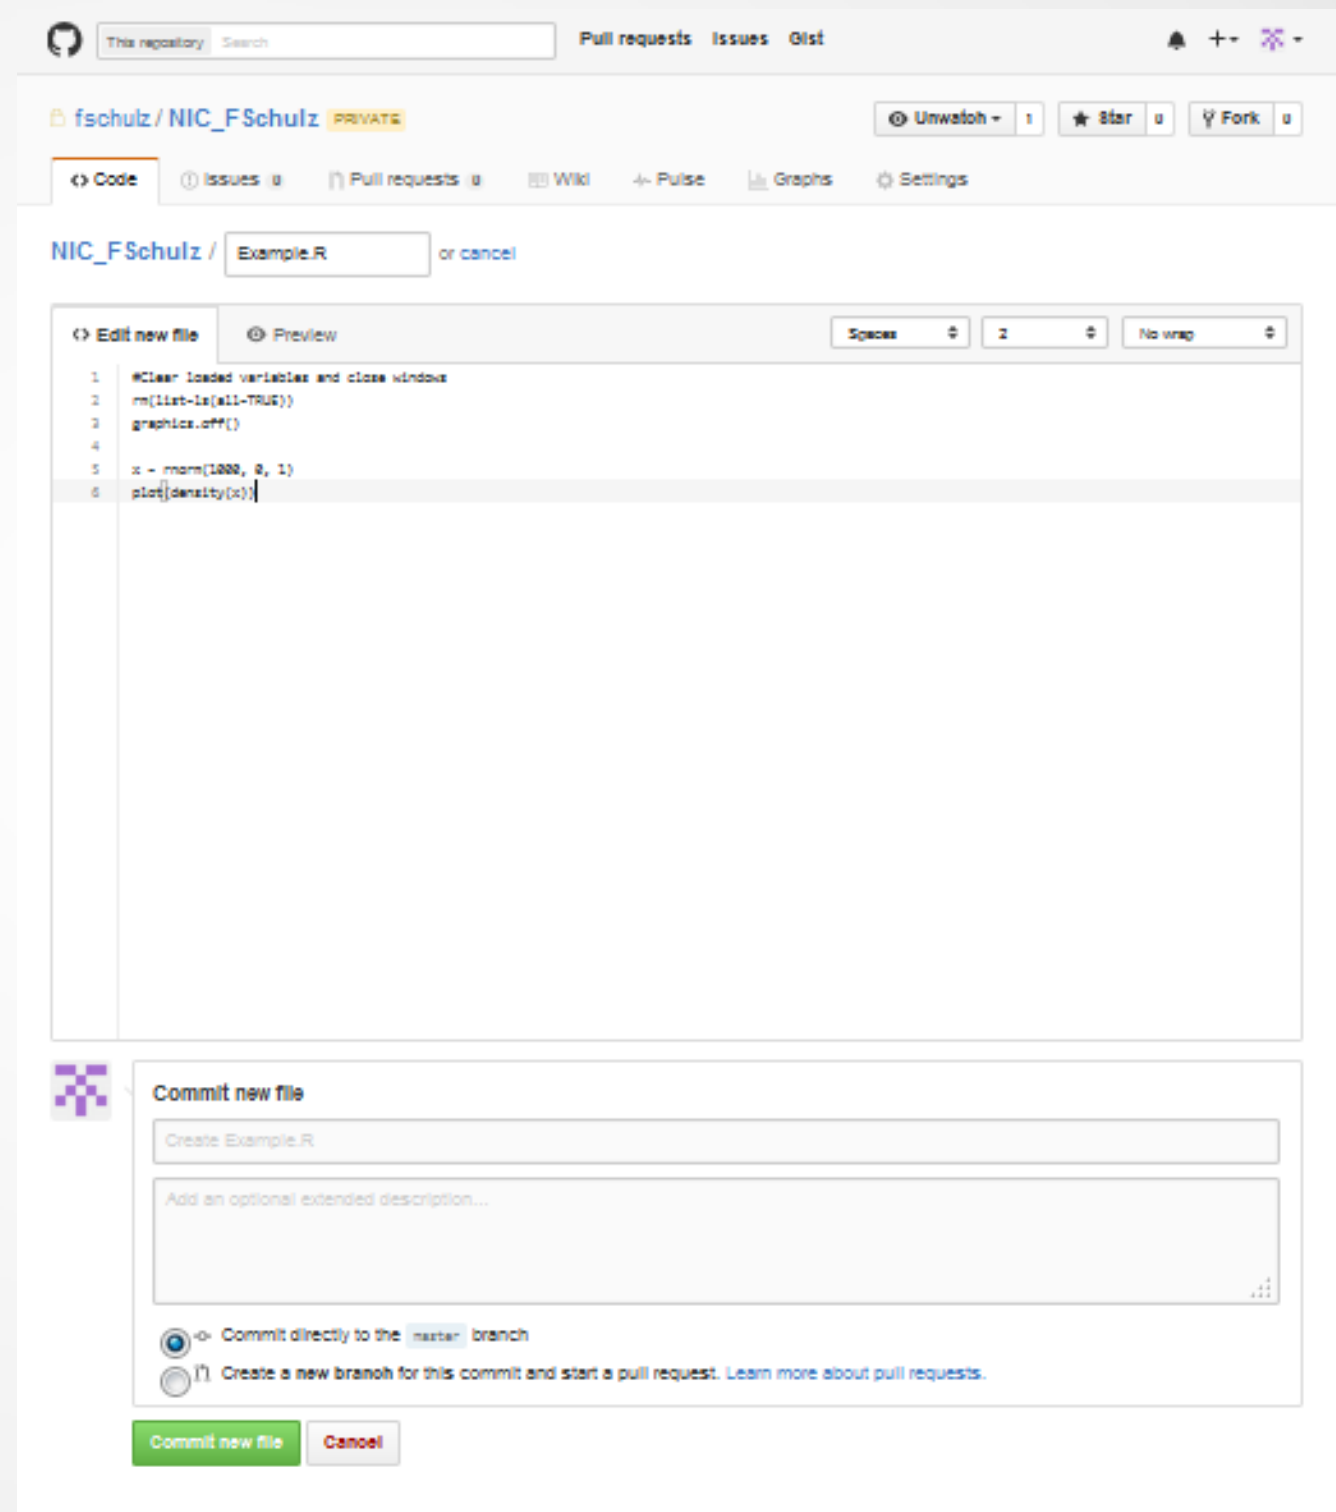 This repository Search Pull requests Issues Gist
fschulz / NIC_FSchulz PRIVATE Unwatch 1 Star 0 Fork 0
Code Issues 0 Pull requests 0 Wiki Pulse Graphs Settings
NIC_FSchulz / Example.R or cancel
Edit new file Preview Spaces 2 No wrap
1 #Clear loaded variables and close windows
2 rm(list=ls(all=TRUE))
3 graphics.off()
4
5 x = rnorm(1000, 0, 1)
6 plot(density(x))
Commit new file
Create Example.R
Add an optional extended description...
Commit directly to the master branch
Create a new branch for this commit and start a pull request. Learn more about pull requests.
Commit new file Cancel